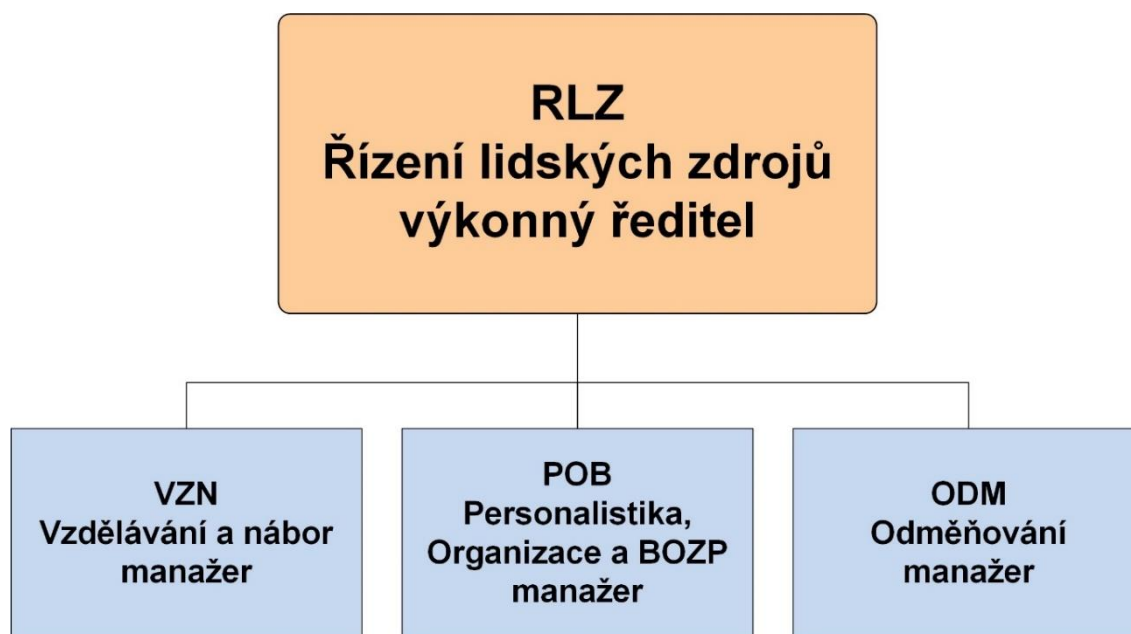 RLZ
Řízení lidských zdrojů
výkonný ředitel
VZN
Vzdělávání a nábor
manažer
POB
Personalistika,
Organizace a BOZP
manažer
ODM
Odměňování
manažer